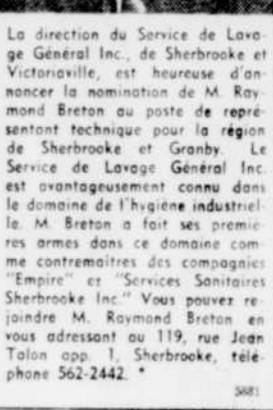 La direction du Service de Lava-
ge Général Inc., de Sherbrooke et
Victoriaville, est heureuse d'an-
noncer la nomination de M. Ray-
mond Breton au poste de repré-
sentant technique pour la région
de Sherbrooke et Granby. Le
Service de Lavage Général Inc.
est avantageusement connu dans
le domaine de l'hygiène industriel-
le. M. Breton a fait ses premiè-
res armes dans ce domaine com-
me contremaitres des compagnies
"Empire" et "Services Sanitaires
Sherbrooke Inc." Vous pouvez re-
joindre M. Raymond Breton en
vous adressant au 119, rue Jean
Talon app. 1, Sherbrooke, télé-
phone 562-2442. *